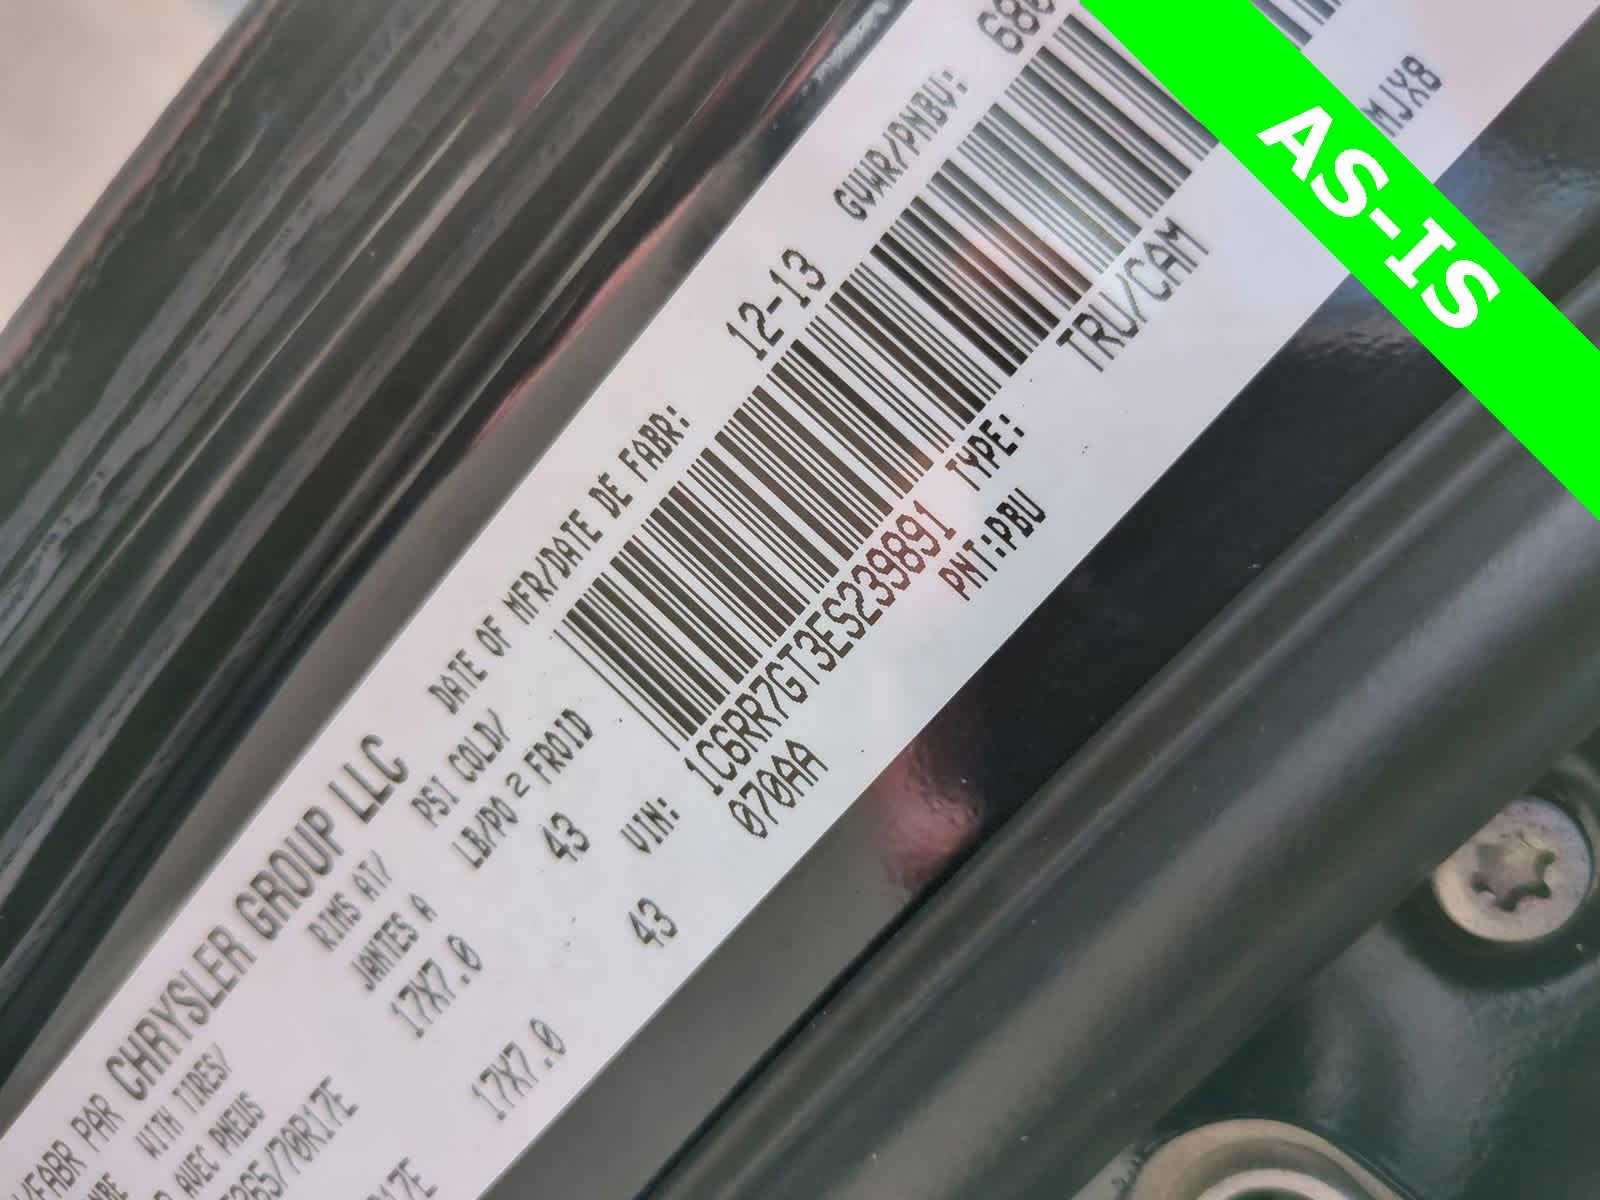 /FABR PAR CHRYSLER GROUP LLC
DATE OF MFR/DATE DE FABR: 12-13
GVWR/PNBV:
WITH TIRES/
AVEC PNEUS
RIMS AT/
JANTES A
PSI COLD/
LB/PO 2 FROID
265/70R17E
17X7.0
43
17X7.0
43
VIN: 1C6RR7GT3ES239891
TYPE: TRU/CAM
070AA
PNT:PBU
MJX8
AS-IS